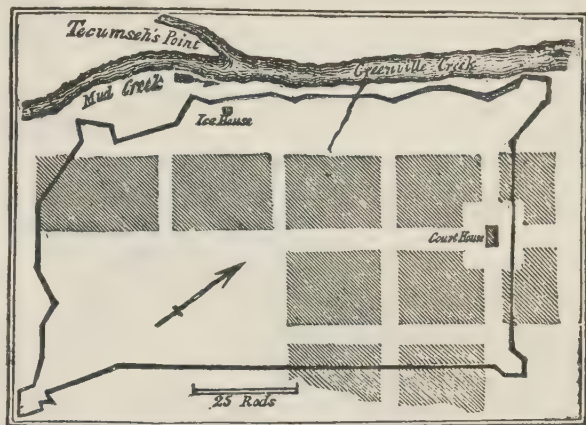 Tecumseh's Point
Mud Creek
Greenville Creek
Ice House
Court House
25 Rods